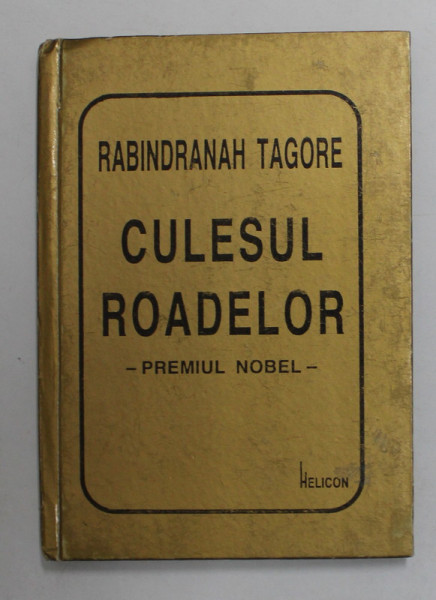 RABINDRANAH TAGORE
CULESUL
ROADELOR
– PREMIUL NOBEL –
HELICON